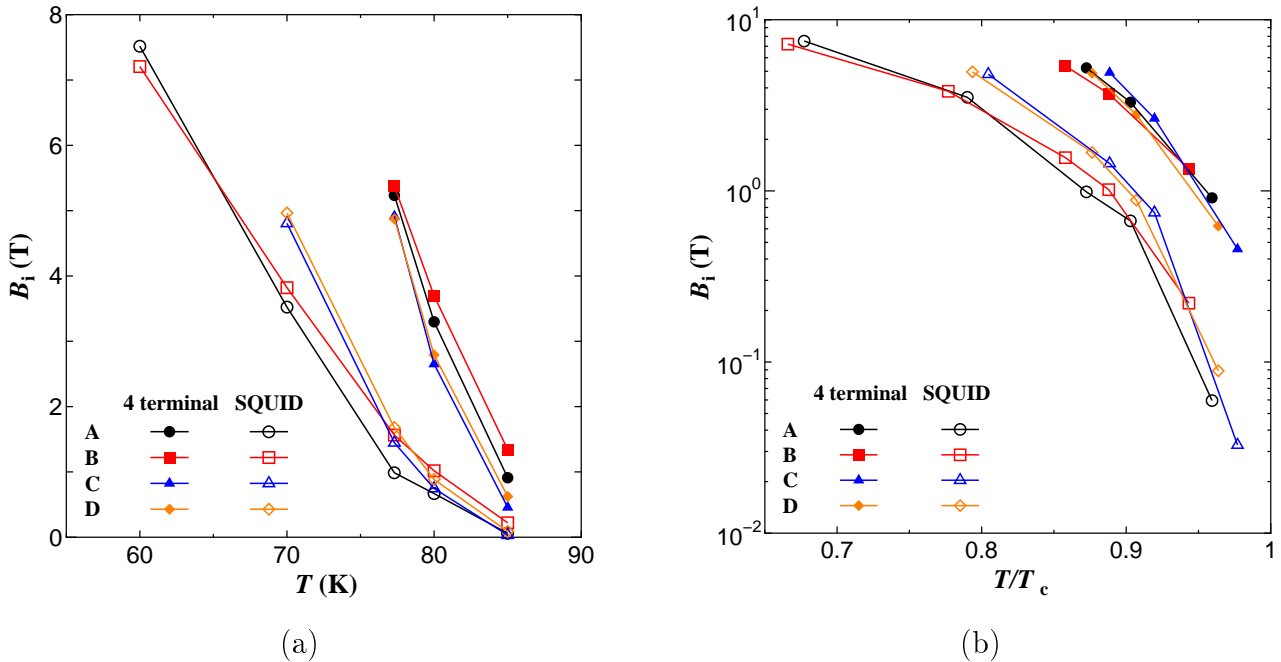 8
6
4
2
0
B_i (T)
60 70 80 90
T (K)
4 terminal SQUID
A
B
C
D
(a)
10^1
10^0
10^{-1}
10^{-2}
B_i (T)
0.7 0.8 0.9 1
T/T_c
4 terminal SQUID
A
B
C
D
(b)